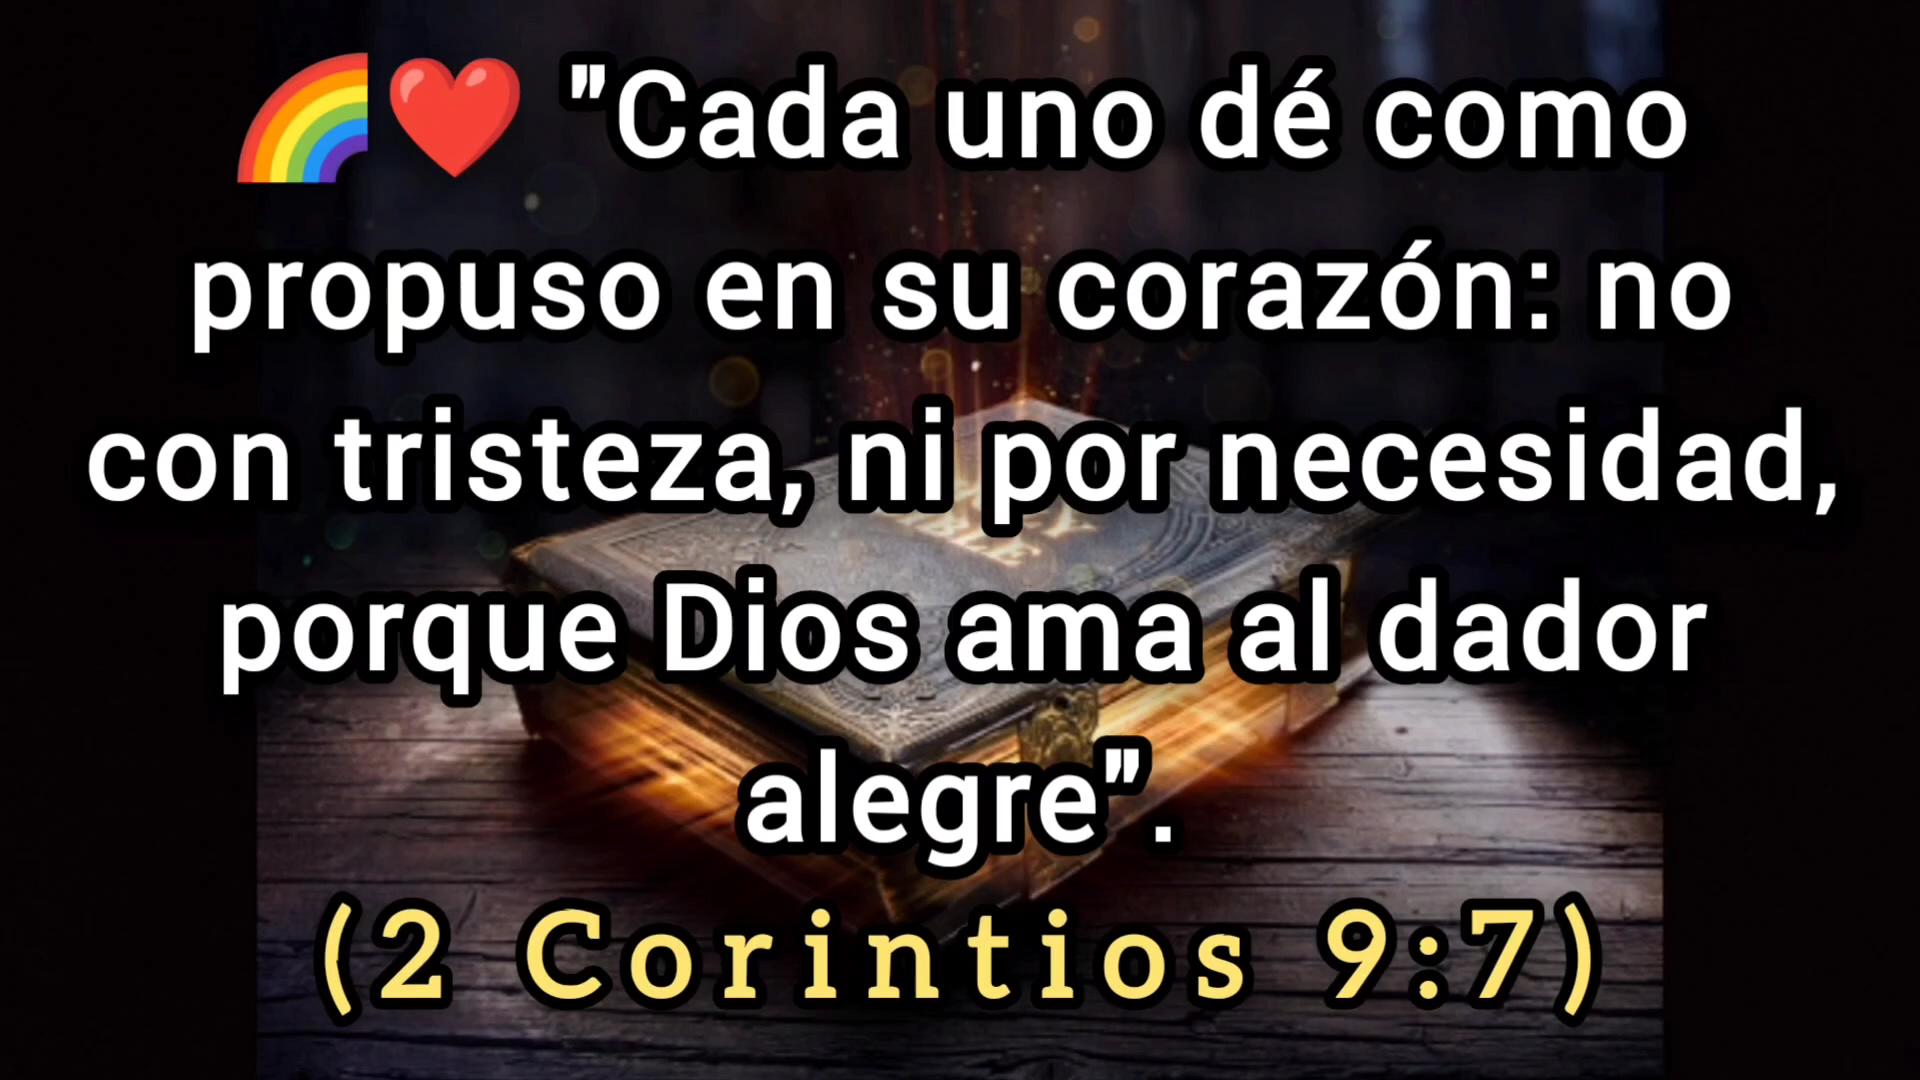 🌈❤️ "Cada uno dé como
propuso en su corazón: no
con tristeza, ni por necesidad,
porque Dios ama al dador
alegre".
(2 Corintios 9:7)